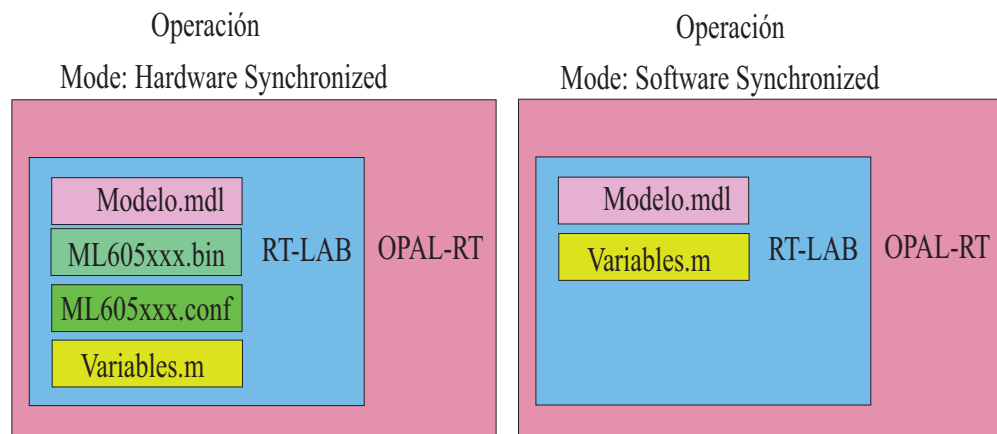 Operación
Mode: Hardware Synchronized
Modelo.mdl
ML605xxx.bin
ML605xxx.conf
Variables.m
RT-LAB
OPAL-RT
Operación
Mode: Software Synchronized
Modelo.mdl
Variables.m
RT-LAB
OPAL-RT